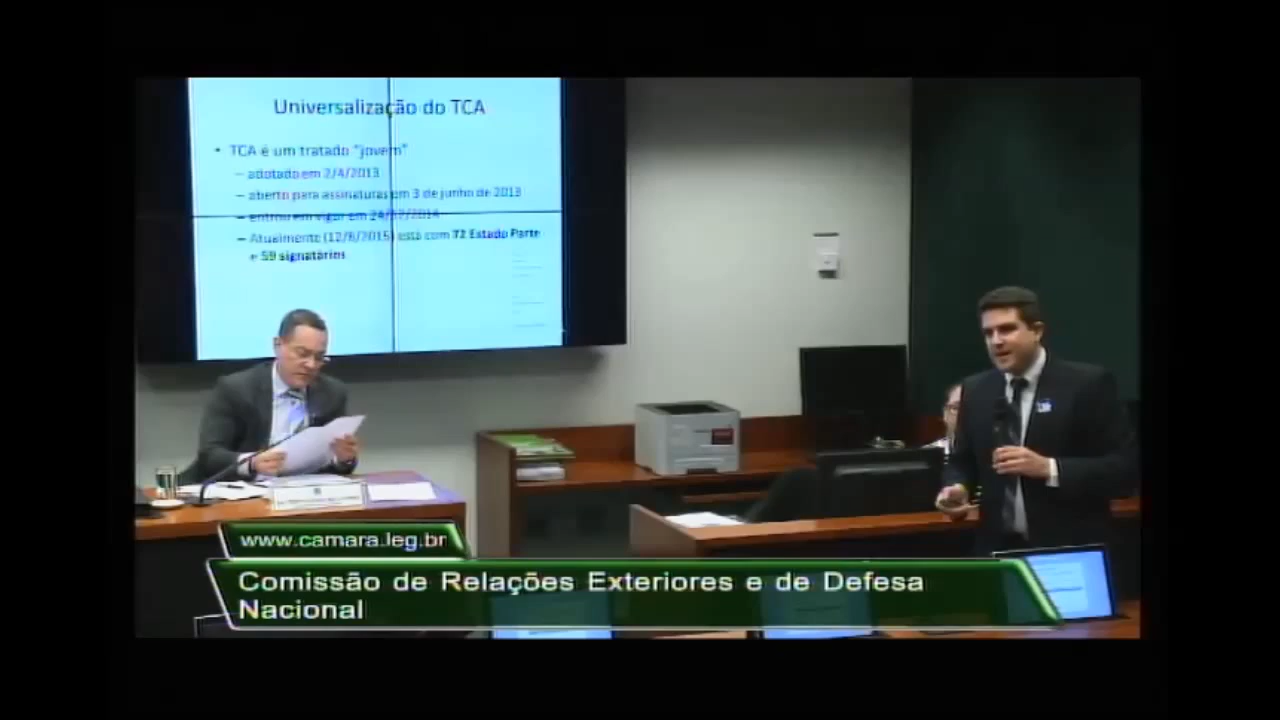 Universalização do TCA
• TCA é um tratado "jovem"
– adotado em 2/4/2013
– aberto para assinaturas em 3 de junho de 2013
– entrou em vigor em 24/12/2014
– Atualmente (12/8/2015) está com 72 Estado Parte
e 59 signatários
www.camara.leg.br
Comissão de Relações Exteriores e de Defesa
Nacional